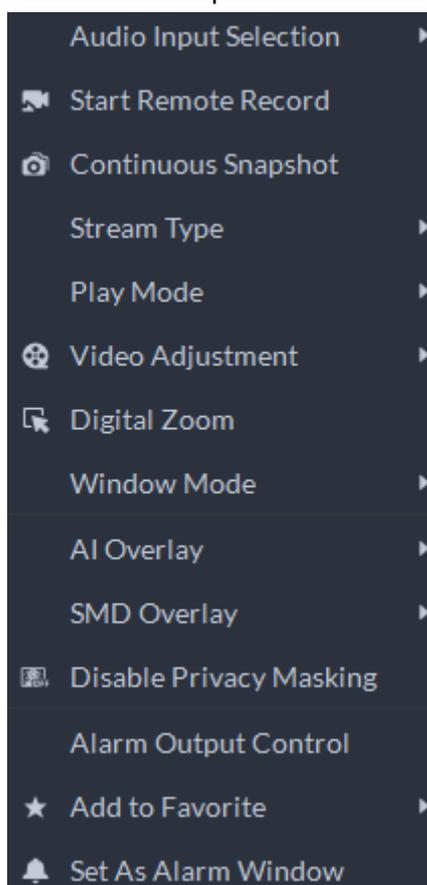 Audio Input Selection
Start Remote Record
Continuous Snapshot
Stream Type
Play Mode
Video Adjustment
Digital Zoom
Window Mode
AI Overlay
SMD Overlay
Disable Privacy Masking
Alarm Output Control
Add to Favorite
Set As Alarm Window